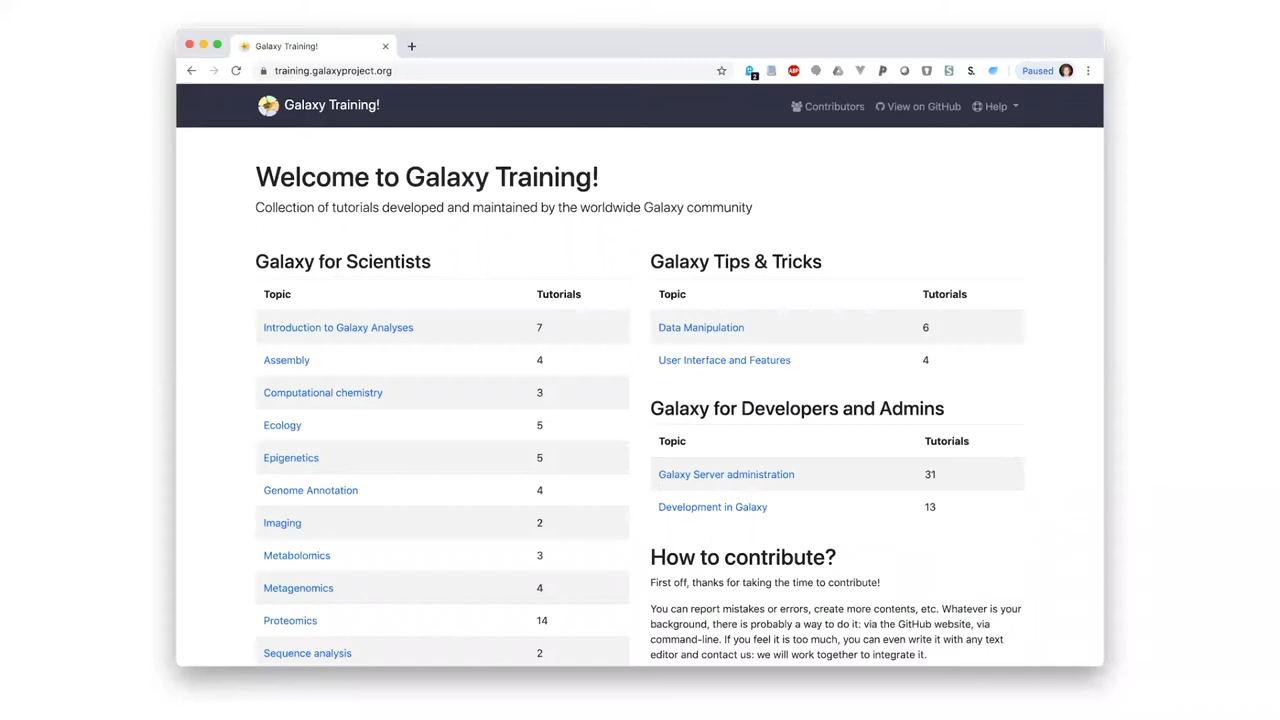 Galaxy Training!
training.galaxyproject.org
2
ABP
S.
Paused
Galaxy Training!
Contributors
View on GitHub
Help
Welcome to Galaxy Training!
Collection of tutorials developed and maintained by the worldwide Galaxy community
Galaxy for Scientists
Topic Tutorials
Introduction to Galaxy Analyses 7
Assembly 4
Computational chemistry 3
Ecology 5
Epigenetics 5
Genome Annotation 4
Imaging 2
Metabolomics 3
Metagenomics 4
Proteomics 14
Sequence analysis 2
Galaxy Tips & Tricks
Topic Tutorials
Data Manipulation 6
User Interface and Features 4
Galaxy for Developers and Admins
Topic Tutorials
Galaxy Server administration 31
Development in Galaxy 13
How to contribute?
First off, thanks for taking the time to contribute!
You can report mistakes or errors, create more contents, etc. Whatever is your
background, there is probably a way to do it: via the GitHub website, via
command-line. If you feel it is too much, you can even write it with any text
editor and contact us: we will work together to integrate it.